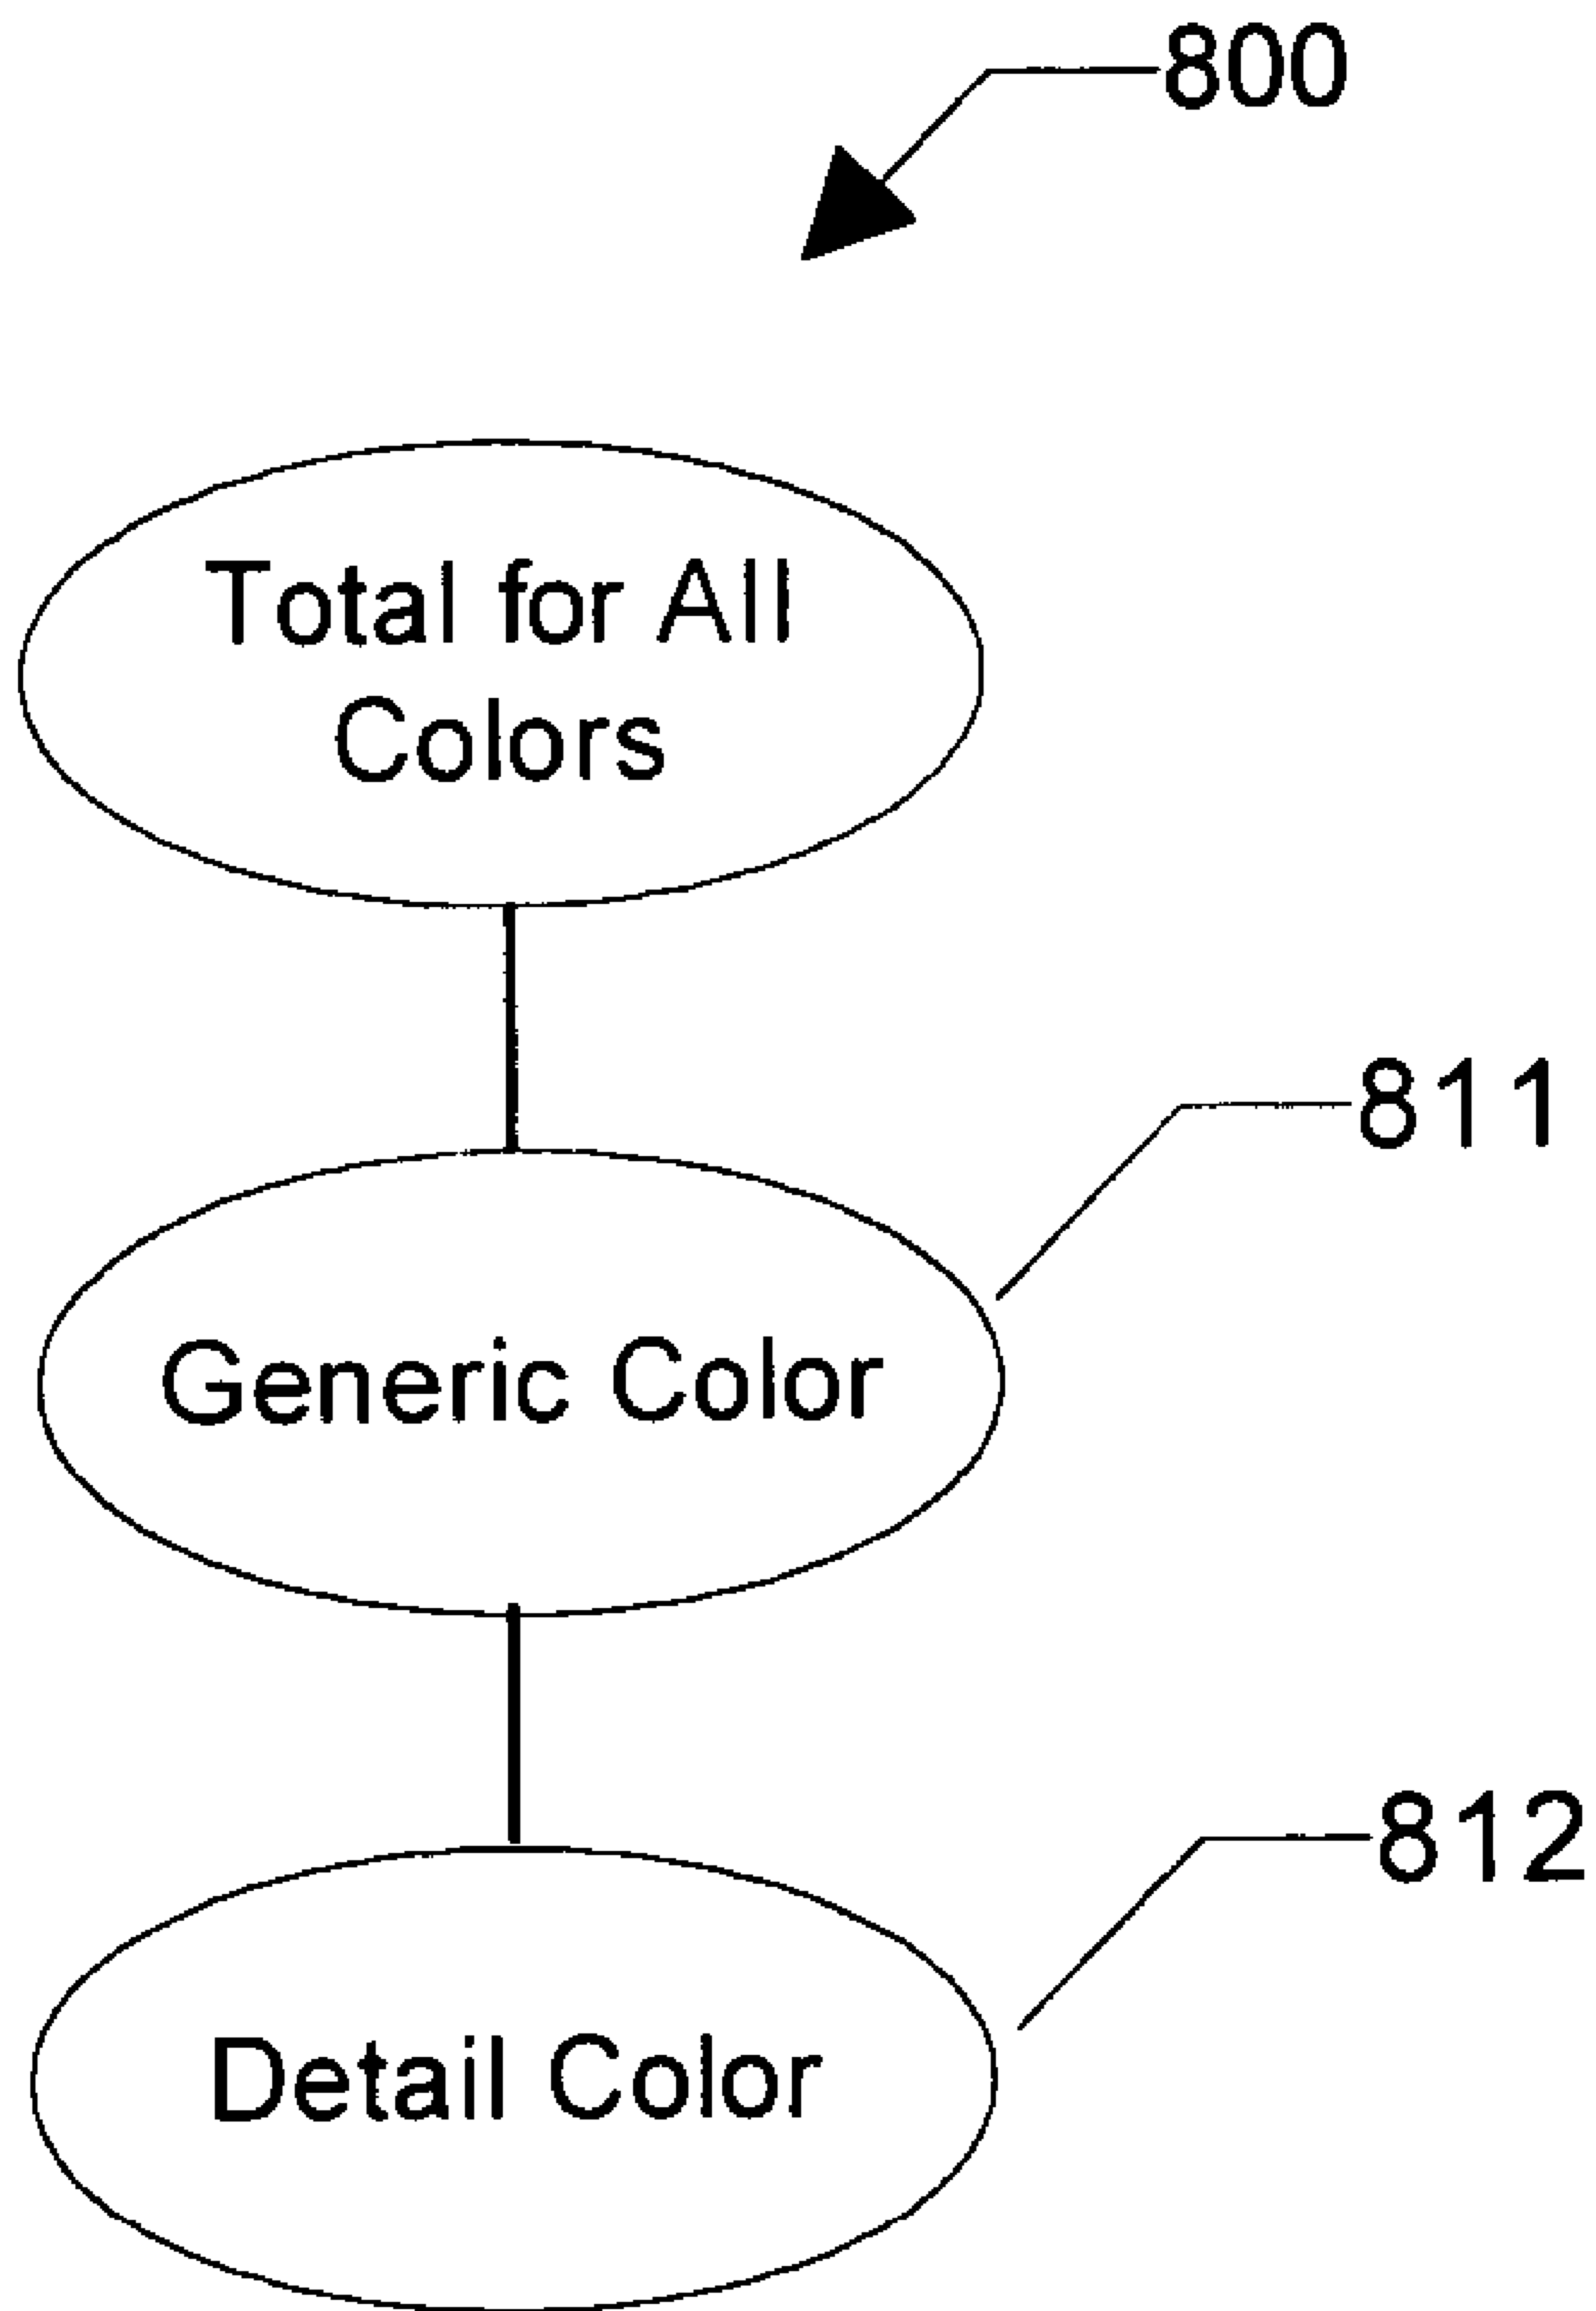 800
Total for All
Colors
811
Generic Color
812
Detail Color